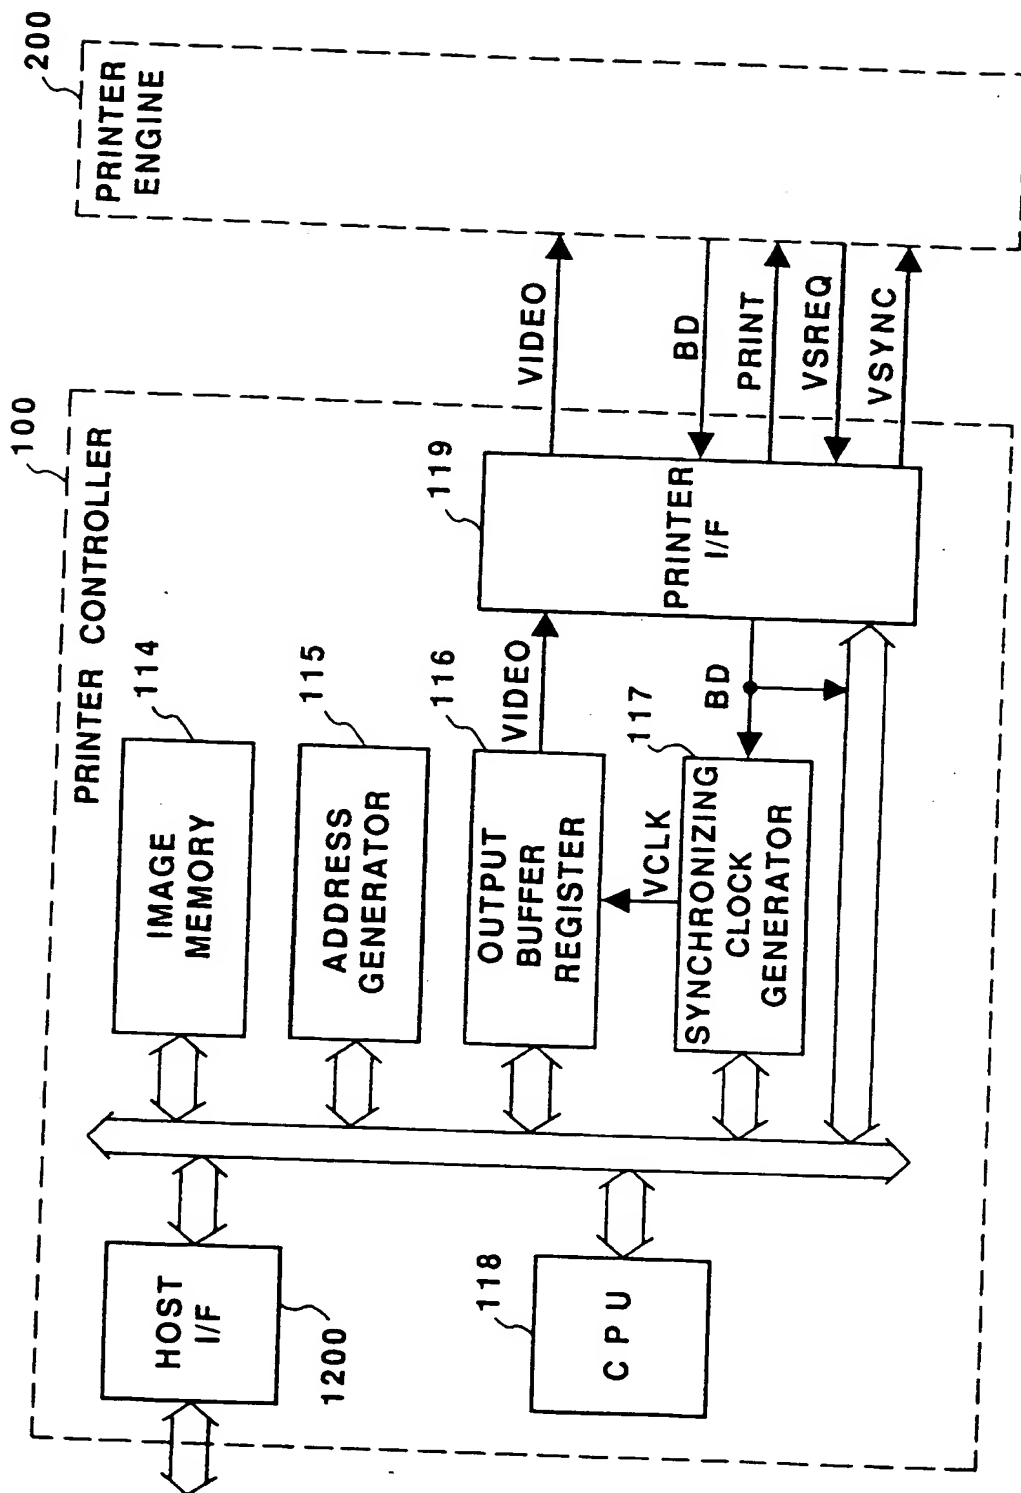 200
PRINTER
ENGINE
100
PRINTER CONTROLLER
HOST
I/F
1200
118
CPU
114
IMAGE
MEMORY
115
ADDRESS
GENERATOR
116
OUTPUT
BUFFER
REGISTER
VCLK
117
SYNCHRONIZING
CLOCK
GENERATOR
VIDEO
BD
119
PRINTER
I/F
VIDEO
BD
PRINT
VSREQ
VSYNC